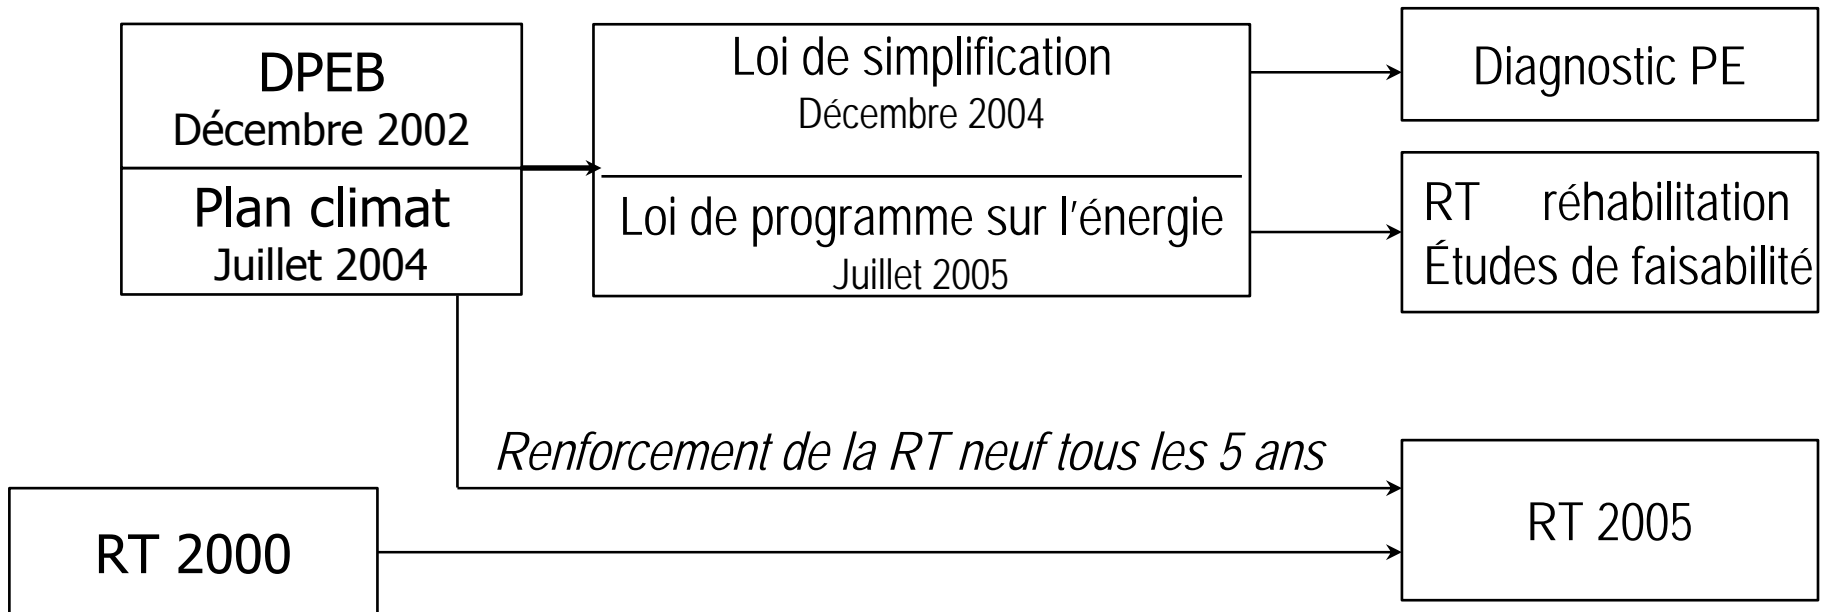 DPEB
Décembre 2002
Plan climat
Juillet 2004
Loi de simplification
Décembre 2004
Loi de programme sur l'énergie
Juillet 2005
Diagnostic PE
RT réhabilitation
Études de faisabilité
Renforcement de la RT neuf tous les 5 ans
RT 2000
RT 2005